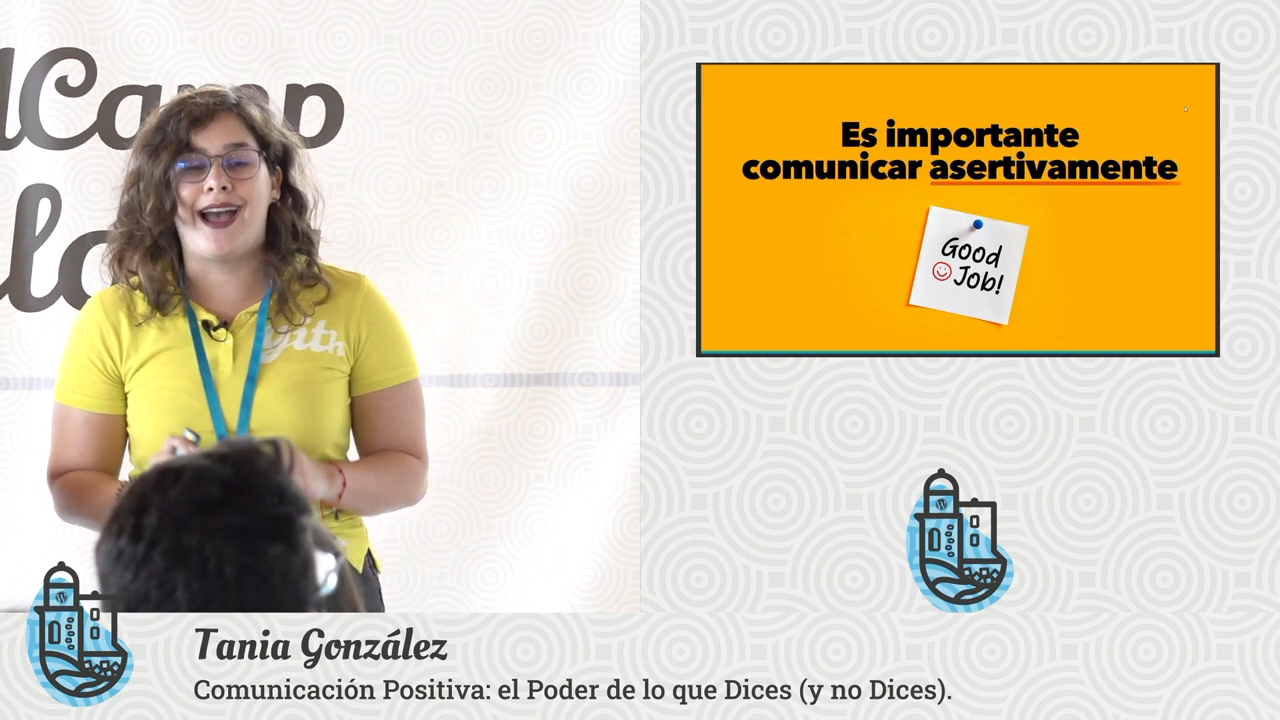 Es importante
comunicar asertivamente
Good
Job!
Tania González
Comunicación Positiva: el Poder de lo que Dices (y no Dices).